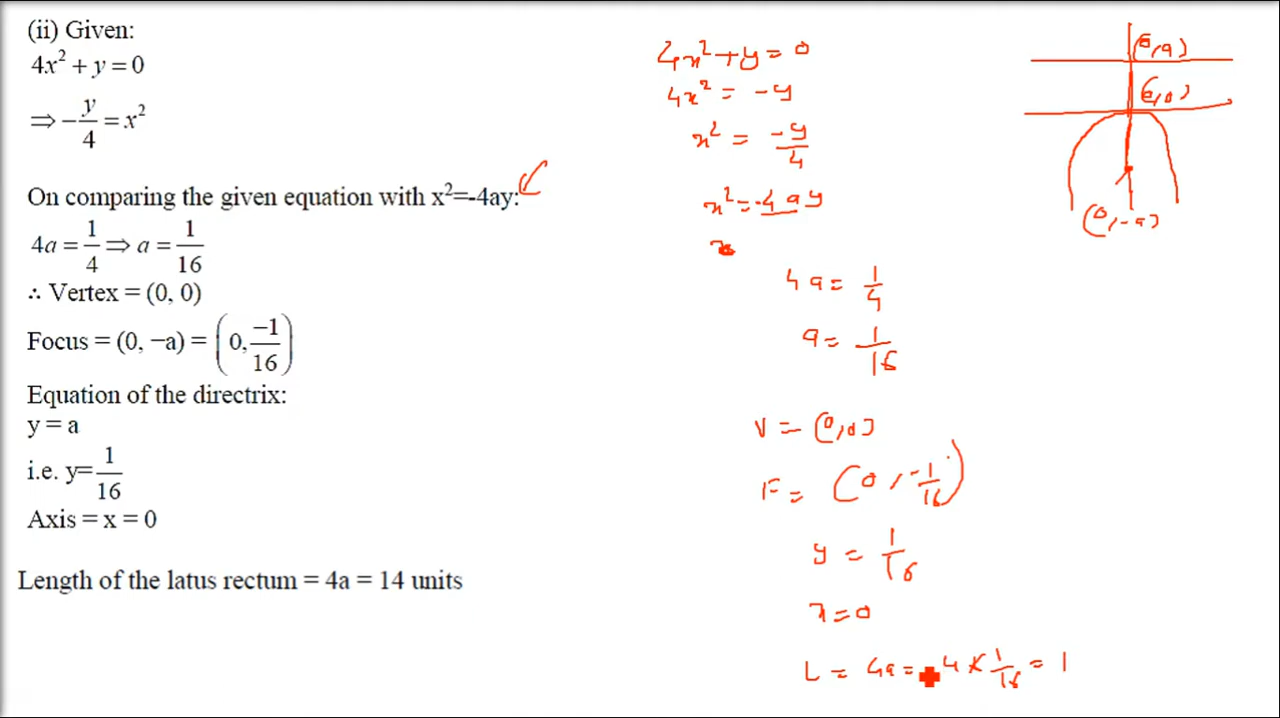 (ii) Given:
4x² + y = 0
⇒ -y/4 = x²
On comparing the given equation with x²=-4ay:
4a = 1/4 ⇒ a = 1/16
∴ Vertex = (0, 0)
Focus = (0, −a) = (0, −1/16)
Equation of the directrix:
y = a
i.e. y= 1/16
Axis = x = 0
Length of the latus rectum = 4a = 14 units
4x² + y = 0
4x² = -y
x² = -y/4
x² = -4ay
4a = 1/4
a = 1/16
V = (0,0)
F = (0, -1/16)
y = 1/16
x = 0
L = 4a = 4 × 1/16 = 1
(0,a)
(0,0)
(0,-a)